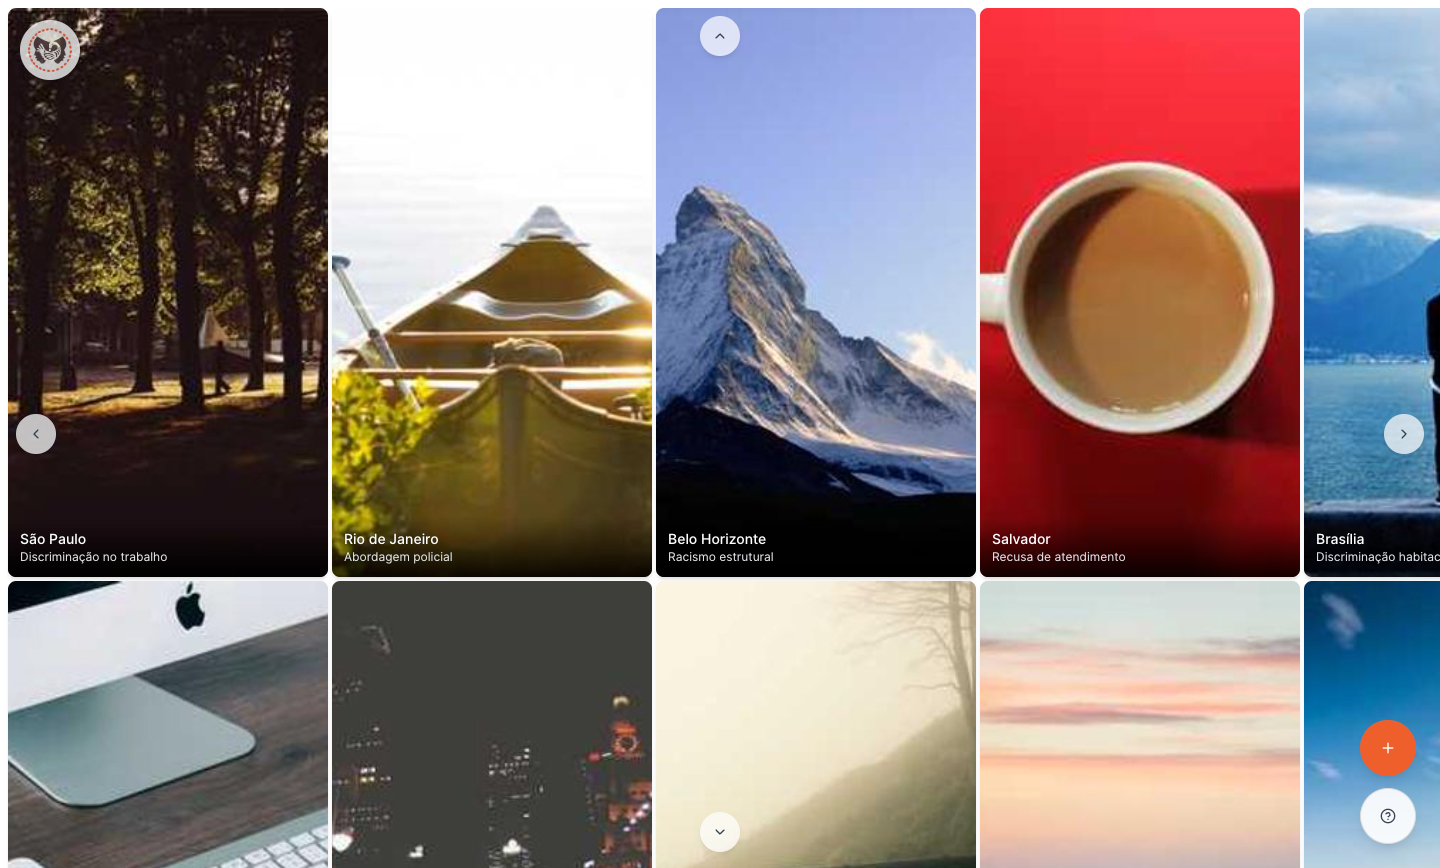 São Paulo
Discriminação no trabalho
Rio de Janeiro
Abordagem policial
Belo Horizonte
Racismo estrutural
Salvador
Recusa de atendimento
Brasília
Discriminação habitac